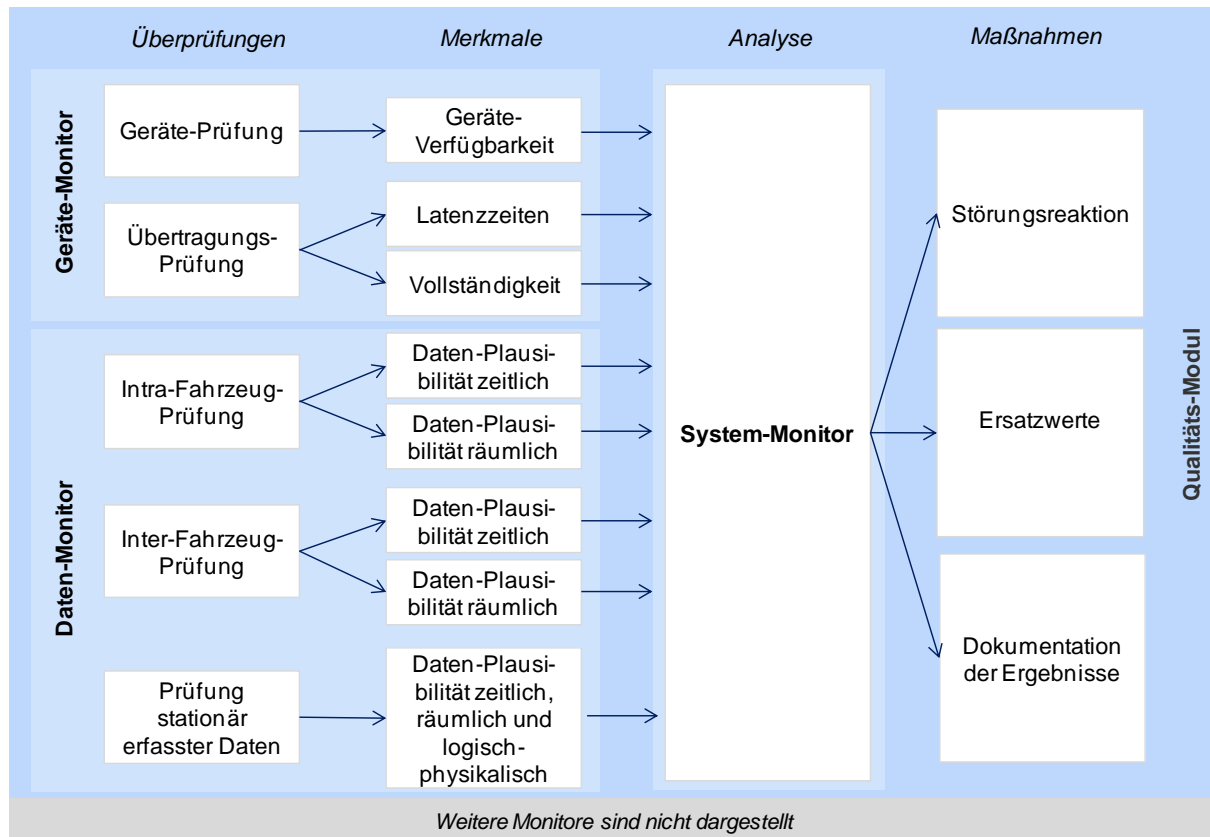 Überprüfungen
Merkmale
Analyse
Maßnahmen
Geräte-Monitor
Geräte-Prüfung
Geräte-
Verfügbarkeit
Übertragungs-
Prüfung
Latenzzeiten
Vollständigkeit
Daten-Monitor
Intra-Fahrzeug-
Prüfung
Daten-Plausi-
bilität zeitlich
Daten-Plausi-
bilität räumlich
Inter-Fahrzeug-
Prüfung
Daten-Plausi-
bilität zeitlich
Daten-Plausi-
bilität räumlich
Prüfung
stationär
erfasster Daten
Daten-Plausi-
bilität zeitlich,
räumlich und
logisch-
physikalisch
System-Monitor
Störungsreaktion
Ersatzwerte
Dokumentation
der Ergebnisse
Qualitäts-Modul
Weitere Monitore sind nicht dargestellt